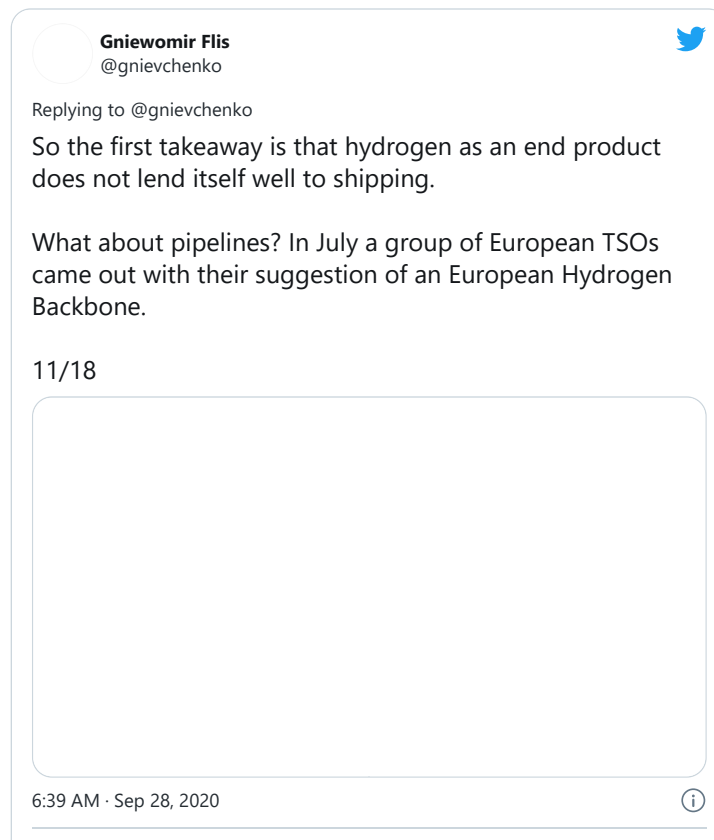 Gniewomir Flis
@gnievchenko
Replying to @gnievchenko
So the first takeaway is that hydrogen as an end product
does not lend itself well to shipping.
What about pipelines? In July a group of European TSOs
came out with their suggestion of an European Hydrogen
Backbone.
11/18
6:39 AM · Sep 28, 2020